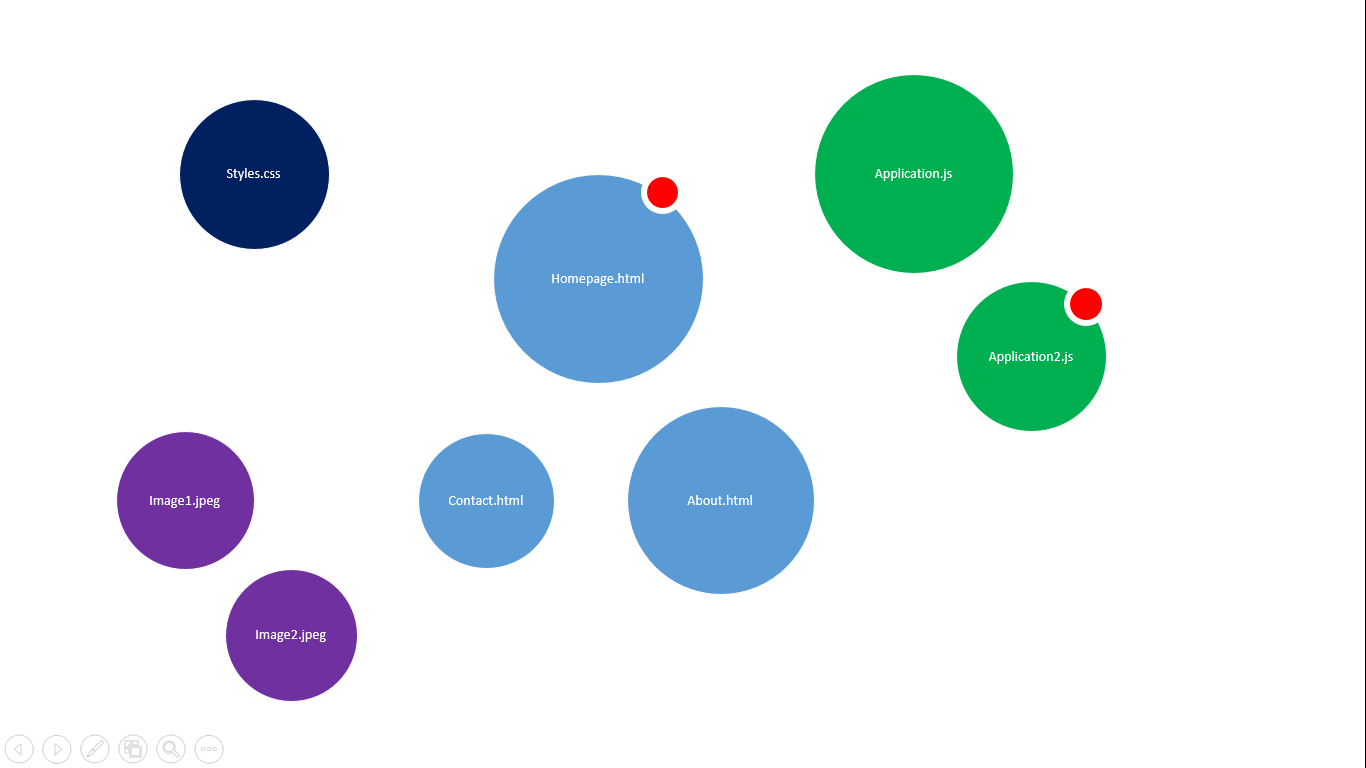 Styles.css
Application.js
Homepage.html
Application2.js
Image1.jpeg
Contact.html
About.html
Image2.jpeg